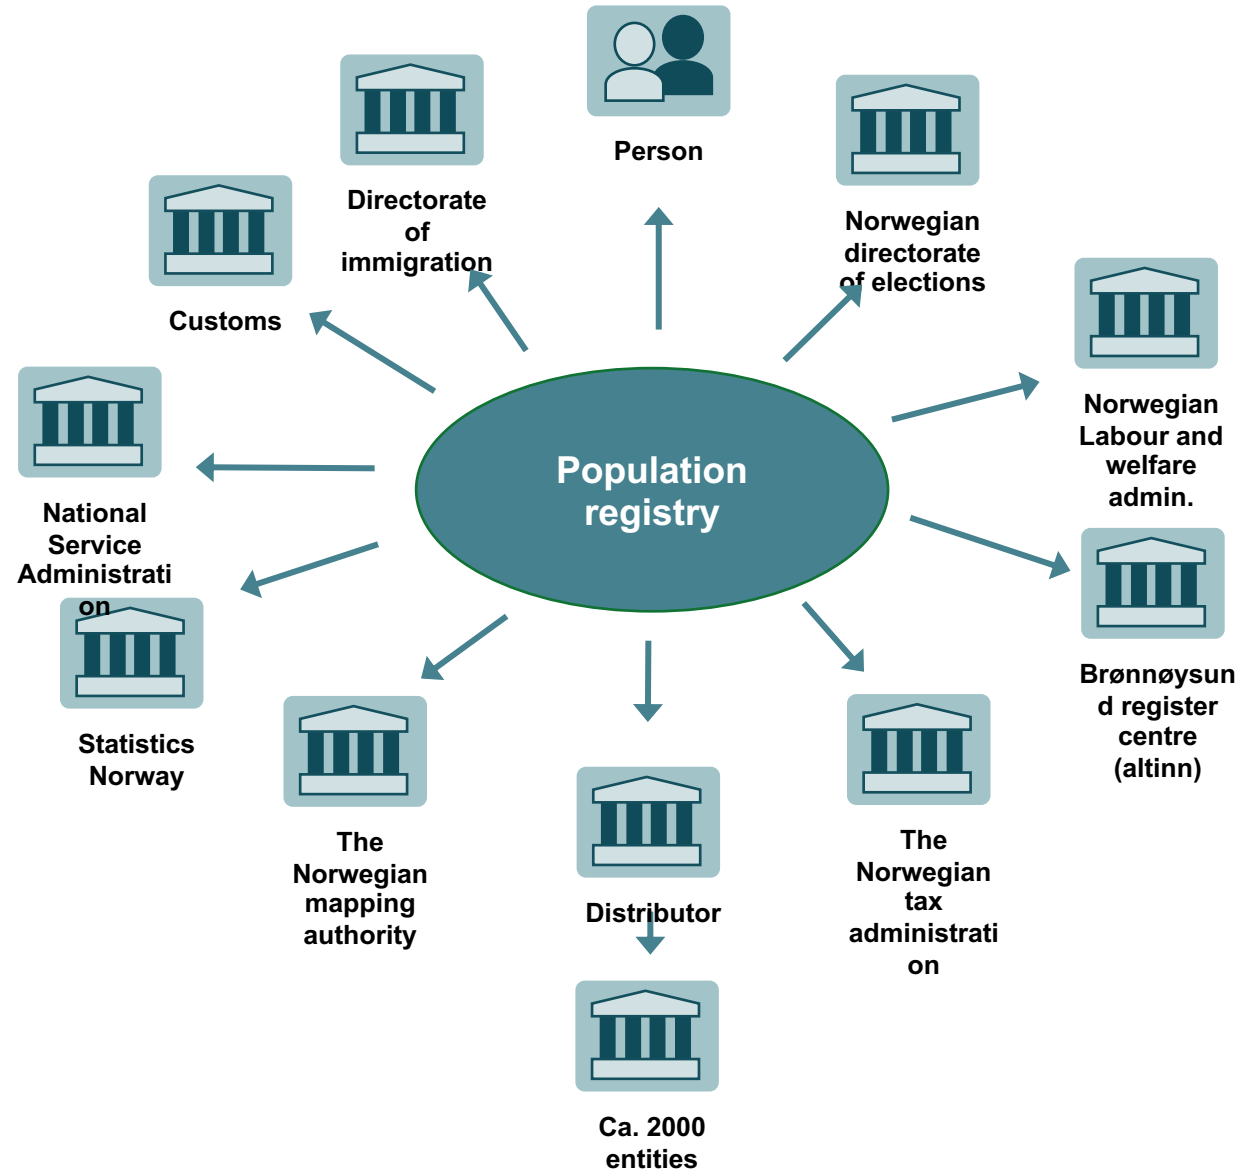 Person
Directorate
of
immigration
Norwegian
directorate
of elections
Customs
Norwegian
Labour and
welfare
admin.
Population
registry
National
Service
Administrati
on
Brønnøysun
d register
centre
(altinn)
Statistics
Norway
The
Norwegian
mapping
authority
Distributor
The
Norwegian
tax
administrati
on
Ca. 2000
entities